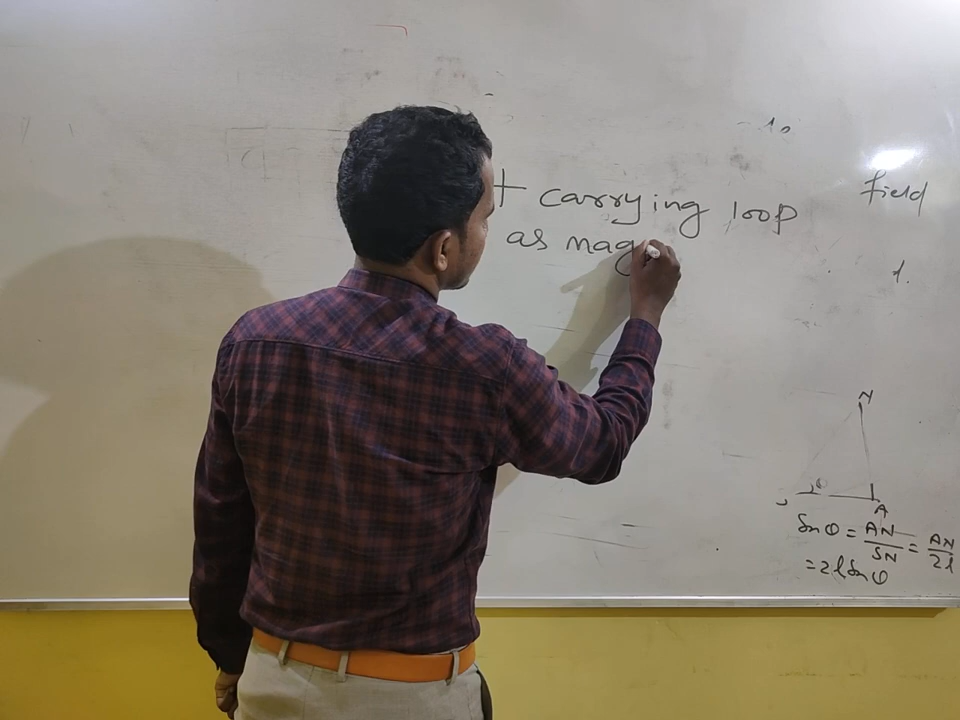 t carrying loop
as mag
field
N
A
Sin θ = AN/SN = AN/2l
= 2l Sin θ